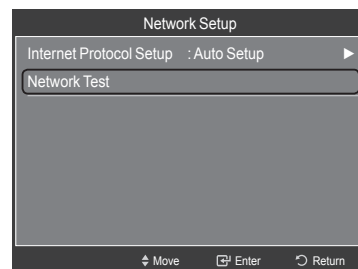 Network Setup
Internet Protocol Setup : Auto Setup
Network Test
Move Enter Return